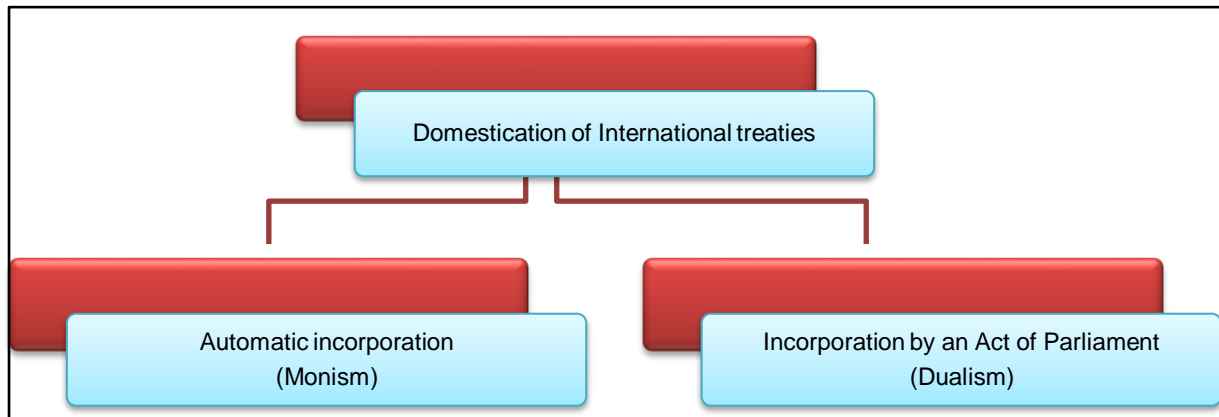 Domestication of International treaties
Automatic incorporation
(Monism)
Incorporation by an Act of Parliament
(Dualism)